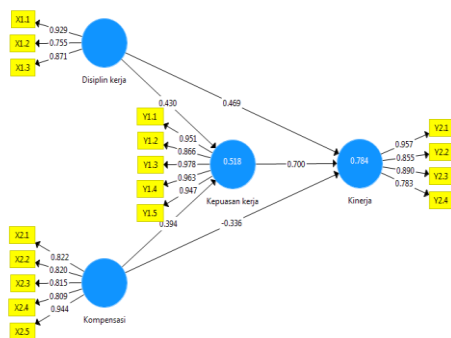 X1.1
0.929
X1.2
0.755
X1.3
0.871
Disiplin kerja
0.430
0.469
Y1.1
0.951
Y1.2
0.866
Y1.3
0.978
Y1.4
0.963
Y1.5
0.947
0.518
Kepuasan kerja
0.700
0.784
Kinerja
Y2.1
0.957
Y2.2
0.855
Y2.3
0.890
Y2.4
0.783
0.394
-0.336
X2.1
0.822
X2.2
0.820
X2.3
0.815
X2.4
0.809
X2.5
0.944
Kompensasi